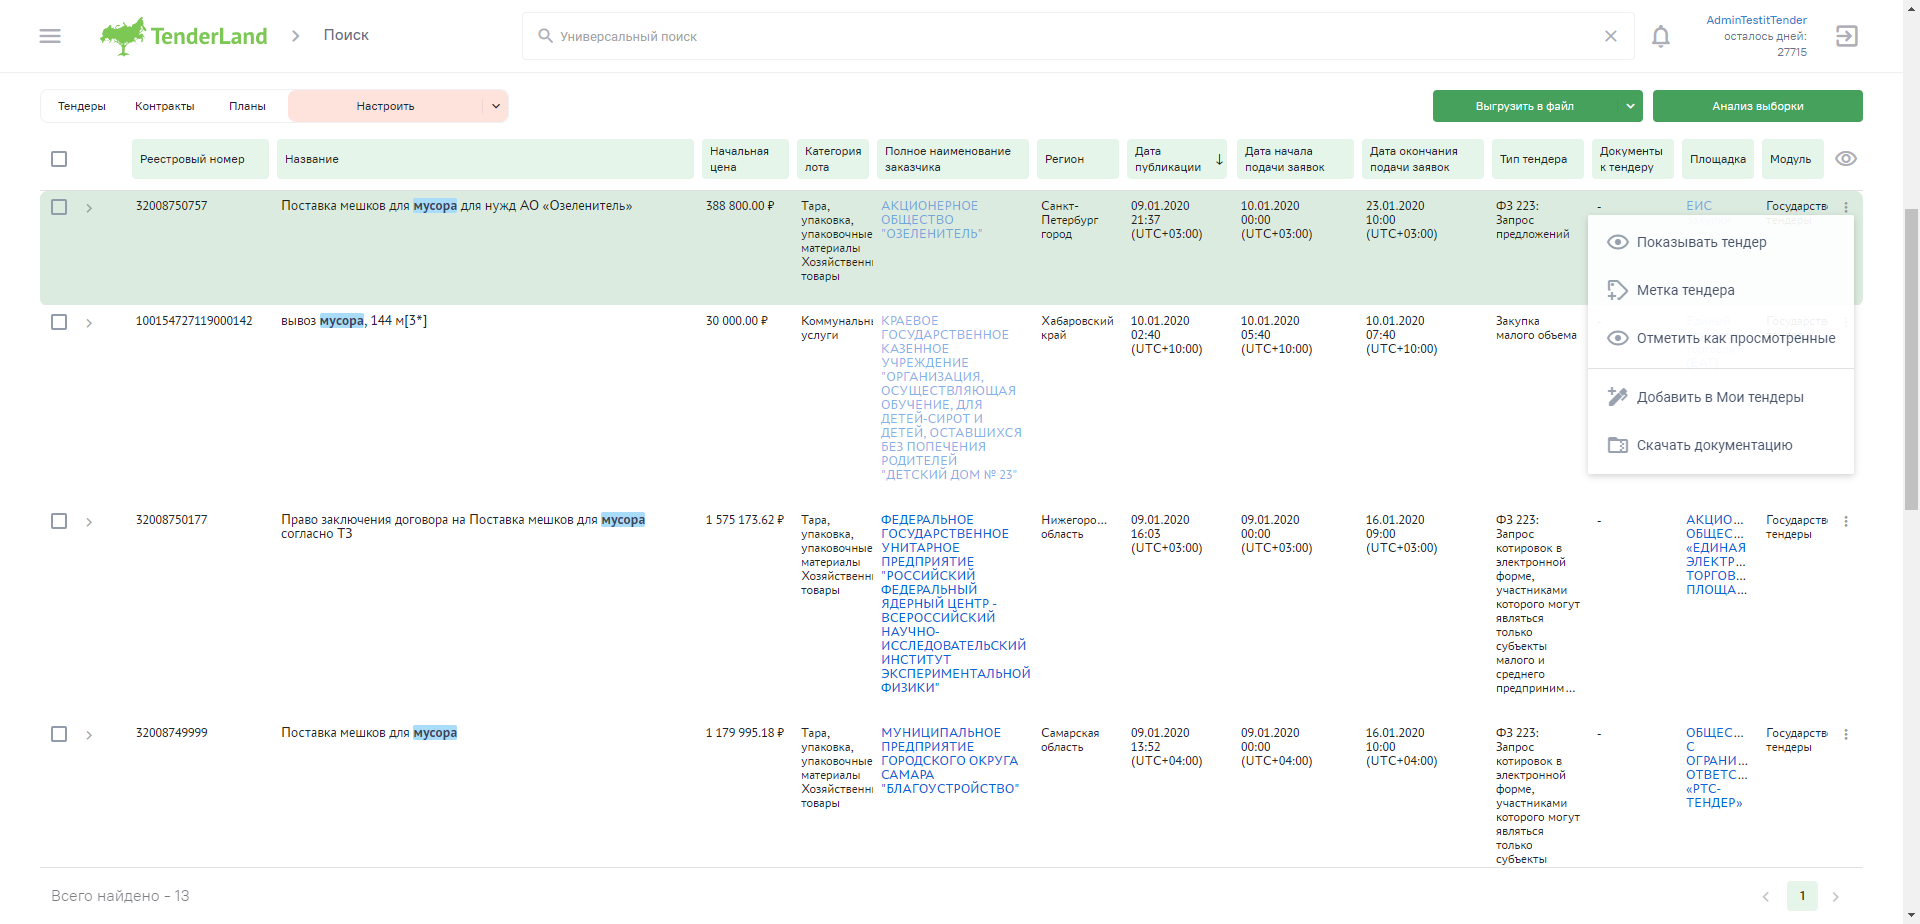 TenderLand
Поиск
Универсальный поиск
AdminTestitTender
осталось дней:
27715
Тендеры
Контракты
Планы
Настроить
Выгрузить в файл
Анализ выборки
Реестровый номер
Название
Начальная
цена
Категория
лота
Полное наименование
заказчика
Регион
Дата
публикации
Дата начала
подачи заявок
Дата окончания
подачи заявок
Тип тендера
Документы
к тендеру
Площадка
Модуль
32008750757
Поставка мешков для мусора для нужд АО «Озеленитель»
388 800.00 ₽
Тара,
упаковка,
упаковочные
материалы
Хозяйственн
товары
АКЦИОНЕРНОЕ
ОБЩЕСТВО
"ОЗЕЛЕНИТЕЛЬ"
Санкт-
Петербург
город
09.01.2020
21:37
(UTC+03:00)
10.01.2020
00:00
(UTC+03:00)
23.01.2020
10:00
(UTC+03:00)
ФЗ 223:
Запрос
предложений
-
ЕИС
Государств
тендеры
Показывать тендер
Метка тендера
Отметить как просмотренные
Добавить в Мои тендеры
Скачать документацию
100154727119000142
вывоз мусора, 144 м[3*]
30 000.00 ₽
Коммунальн
услуги
КРАЕВОЕ
ГОСУДАРСТВЕННОЕ
КАЗЕННОЕ
УЧРЕЖДЕНИЕ
"ОРГАНИЗАЦИЯ,
ОСУЩЕСТВЛЯЮЩАЯ
ОБУЧЕНИЕ, ДЛЯ
ДЕТЕЙ-СИРОТ И
ДЕТЕЙ, ОСТАВШИХСЯ
БЕЗ ПОПЕЧЕНИЯ
РОДИТЕЛЕЙ
"ДЕТСКИЙ ДОМ № 23"
Хабаровский
край
10.01.2020
02:40
(UTC+10:00)
10.01.2020
05:40
(UTC+10:00)
10.01.2020
07:40
(UTC+10:00)
Закупка
малого объема
32008750177
Право заключения договора на Поставка мешков для мусора
согласно ТЗ
1 575 173.62 ₽
Тара,
упаковка,
упаковочные
материалы
Хозяйственн
товары
ФЕДЕРАЛЬНОЕ
ГОСУДАРСТВЕННОЕ
УНИТАРНОЕ
ПРЕДПРИЯТИЕ
"РОССИЙСКИЙ
ФЕДЕРАЛЬНЫЙ
ЯДЕРНЫЙ ЦЕНТР -
ВСЕРОССИЙСКИЙ
НАУЧНО-
ИССЛЕДОВАТЕЛЬСКИЙ
ИНСТИТУТ
ЭКСПЕРИМЕНТАЛЬНОЙ
ФИЗИКИ"
Нижегоро...
область
09.01.2020
16:03
(UTC+03:00)
09.01.2020
00:00
(UTC+03:00)
16.01.2020
09:00
(UTC+03:00)
ФЗ 223:
Запрос
котировок в
электронной
форме,
участниками
которого могут
являться
только
субъекты
малого и
среднего
предприним...
-
АКЦИО...
ОБЩЕС...
«ЕДИНАЯ
ЭЛЕКТР...
ТОРГОВ...
ПЛОЩА...
Государств
тендеры
32008749999
Поставка мешков для мусора
1 179 995.18 ₽
Тара,
упаковка,
упаковочные
материалы
Хозяйственн
товары
МУНИЦИПАЛЬНОЕ
ПРЕДПРИЯТИЕ
ГОРОДСКОГО ОКРУГА
САМАРА
"БЛАГОУСТРОЙСТВО"
Самарская
область
09.01.2020
13:52
(UTC+04:00)
09.01.2020
00:00
(UTC+04:00)
16.01.2020
10:00
(UTC+04:00)
ФЗ 223:
Запрос
котировок в
электронной
форме,
участниками
которого могут
являться
только
субъекты
-
ОБЩЕС...
С
ОГРАНИ...
ОТВЕТС...
«РТС-
ТЕНДЕР»
Государств
тендеры
Всего найдено - 13
1